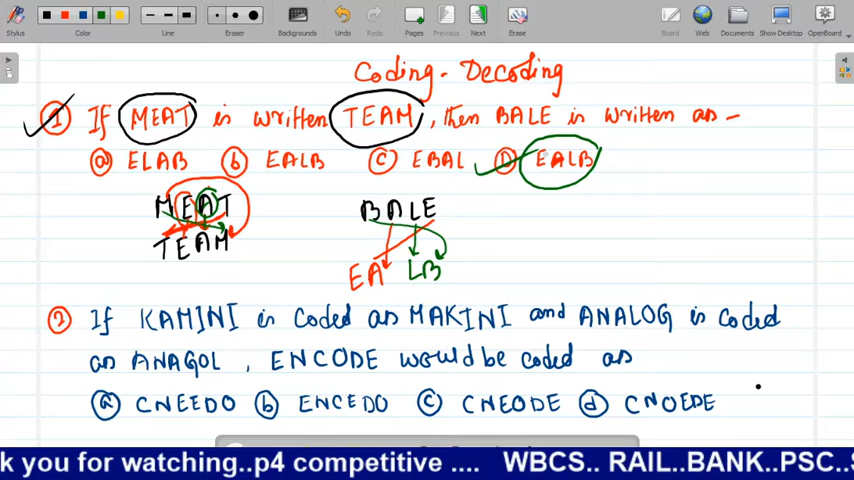 Stylus Color Line Eraser Backgrounds Undo Redo Pages Previous Next Erase Board Web Documents Show Desktop OpenBoard
Coding - Decoding
① If MEAT is written TEAM, then BALE is written as -
ⓐ ELAB ⓑ EALB ⓒ EBAL Ⓓ EALB
MEAT BALE
TEAM
EA LB
② If KAMINI is coded as MAKINI and ANALOG is coded
as ANAGOL, ENCODE would be coded as
ⓐ CNEEDO ⓑ ENCEDO ⓒ CNEODE ⓓ CNOEDE
k you for watching..p4 competitive .... WBCS.. RAIL..BANK..PSC..S